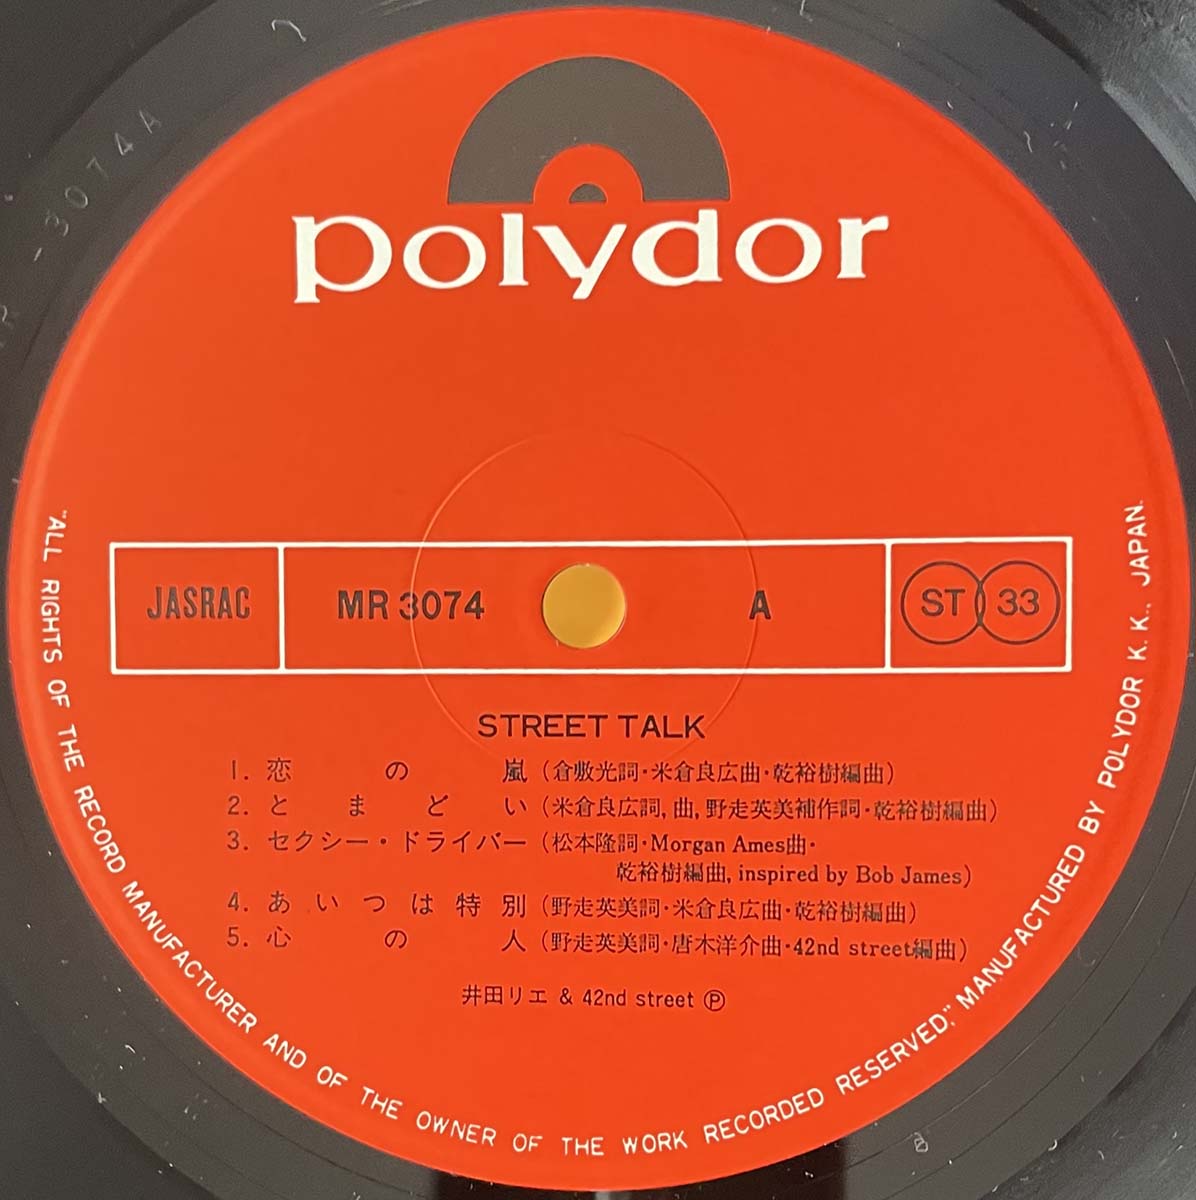 polydor
JASRAC MR 3074 A ST 33
STREET TALK
1. 恋の嵐 (倉敷光詞・米倉良広曲・乾裕樹編曲)
2. とまどい (米倉良広詞, 曲, 野走英美補作詞・乾裕樹編曲)
3. セクシー・ドライバー (松本隆詞・Morgan Ames曲・
乾裕樹編曲, inspired by Bob James)
4. あいつは特別 (野走英美詞・米倉良広曲・乾裕樹編曲)
5. 心の人 (野走英美詞・唐木洋介曲・42nd street編曲)
井田リエ & 42nd street Ⓟ
"ALL RIGHTS OF THE RECORD MANUFACTURER AND OF THE OWNER OF THE WORK RECORDED RESERVED." MANUFACTURED BY POLYDOR K. K., JAPAN.
3074 A